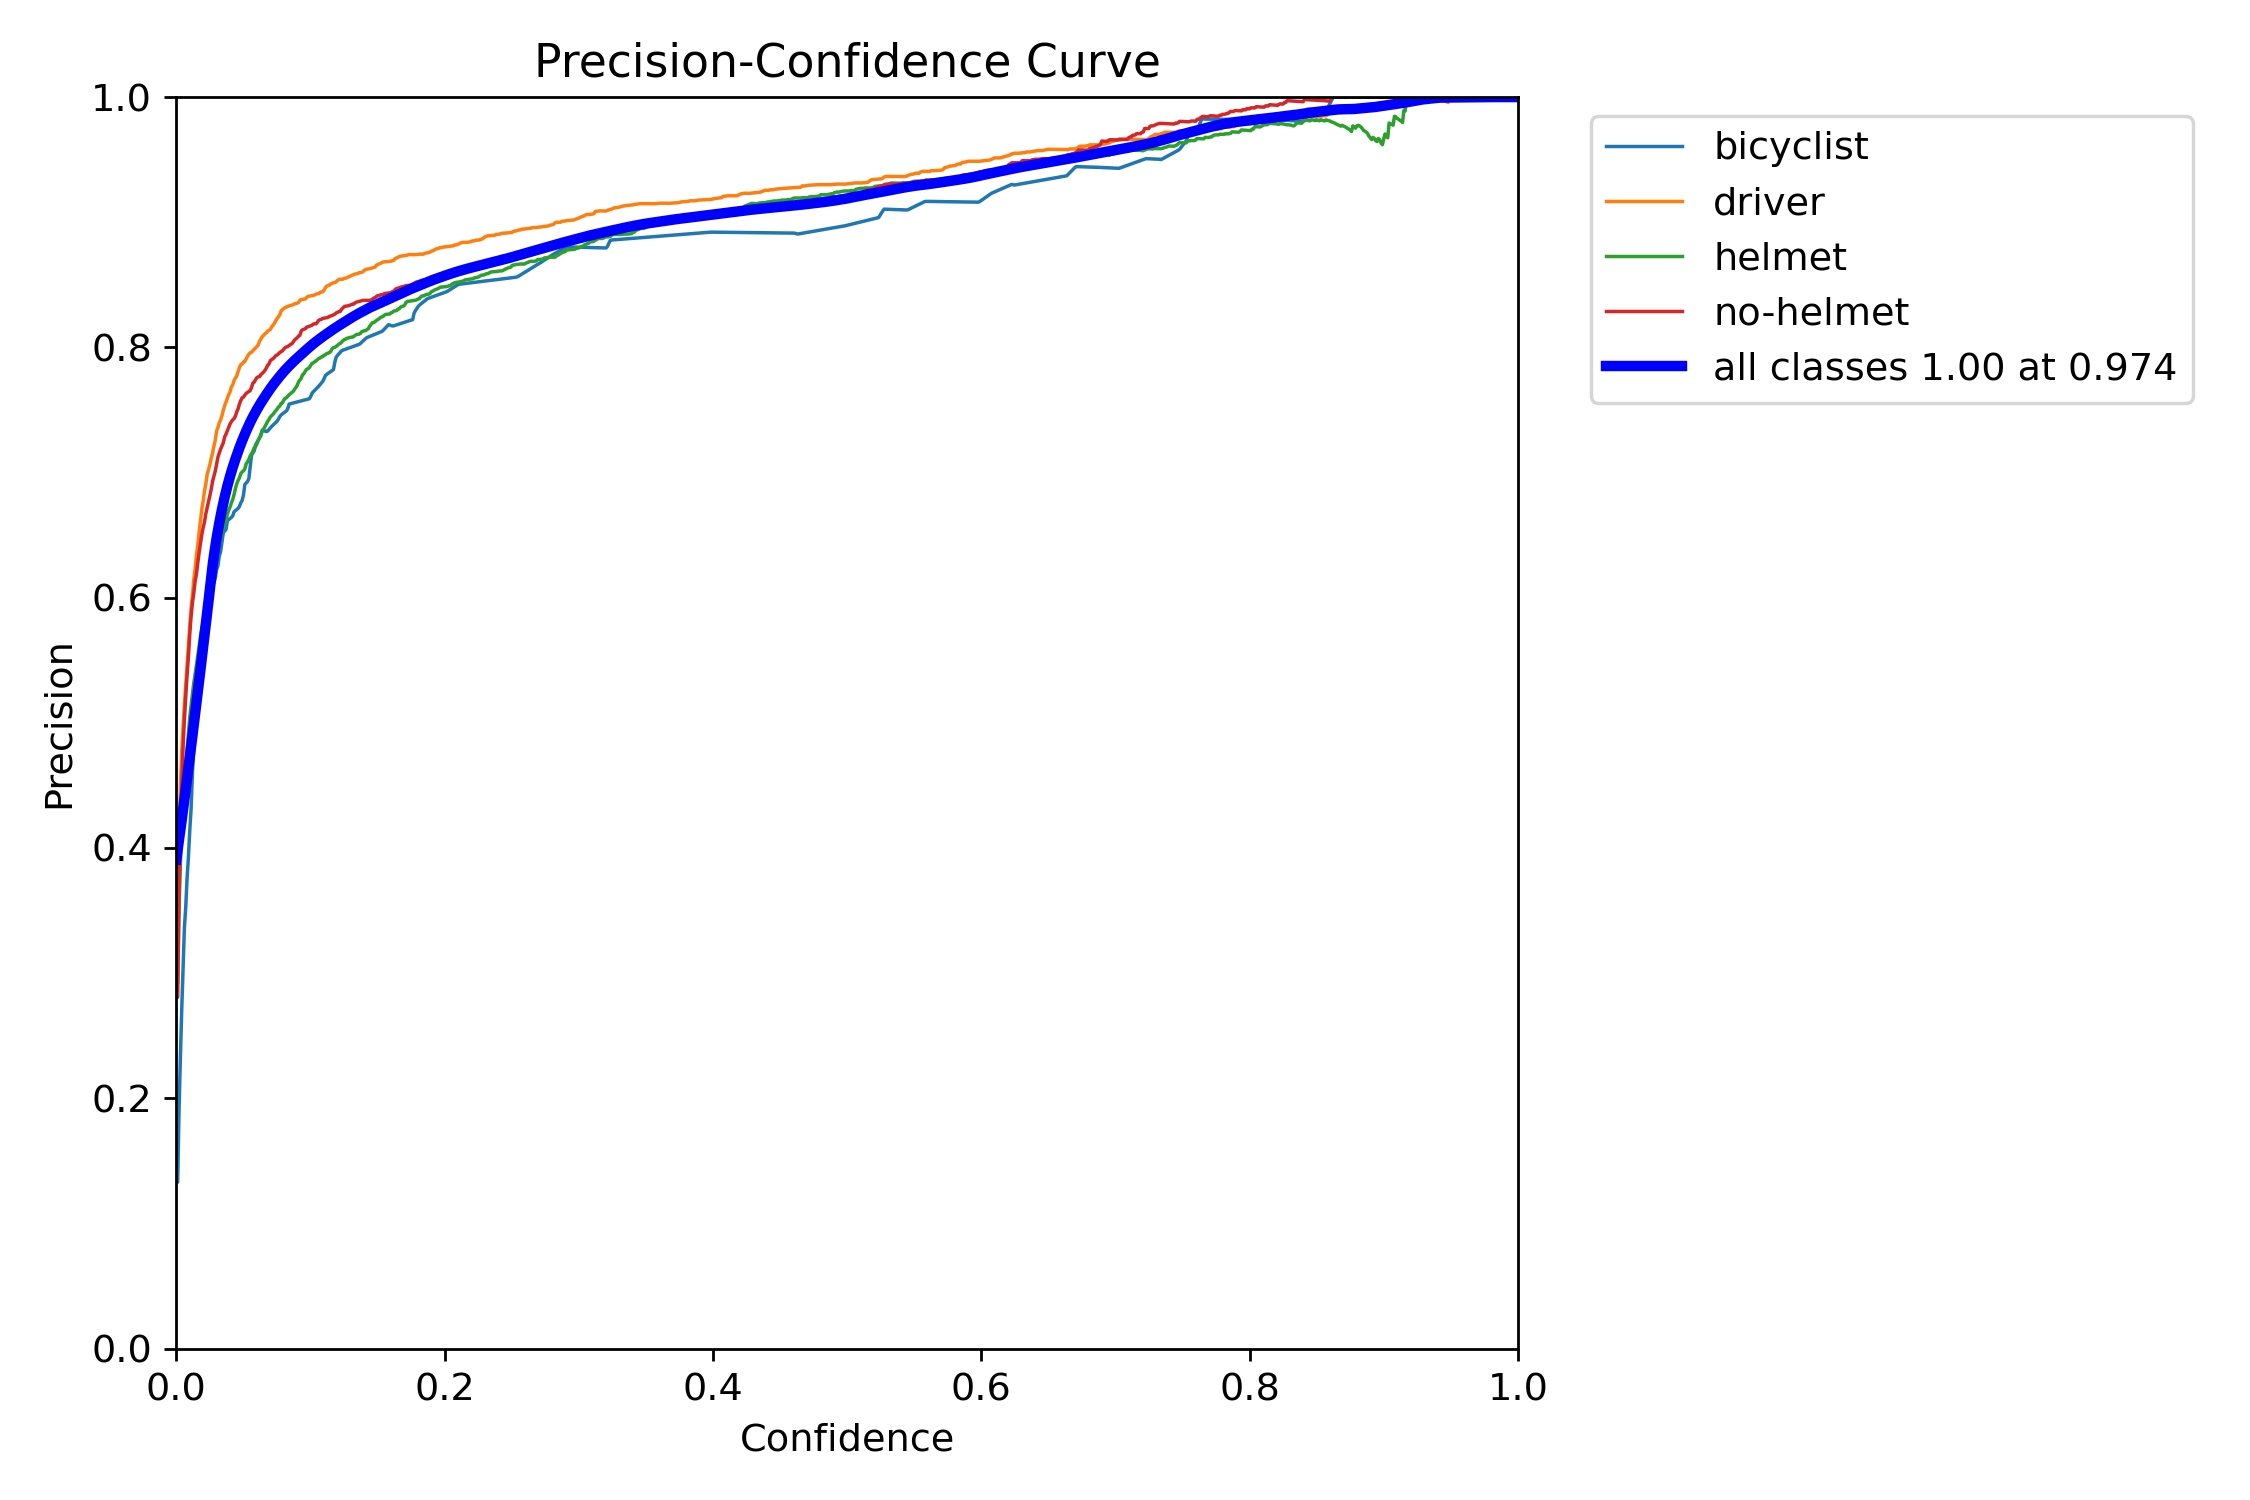 Precision-Confidence Curve
1.0
0.8
0.6
0.4
0.2
0.0
Precision
0.0 0.2 0.4 0.6 0.8 1.0
Confidence
bicyclist
driver
helmet
no-helmet
all classes 1.00 at 0.974